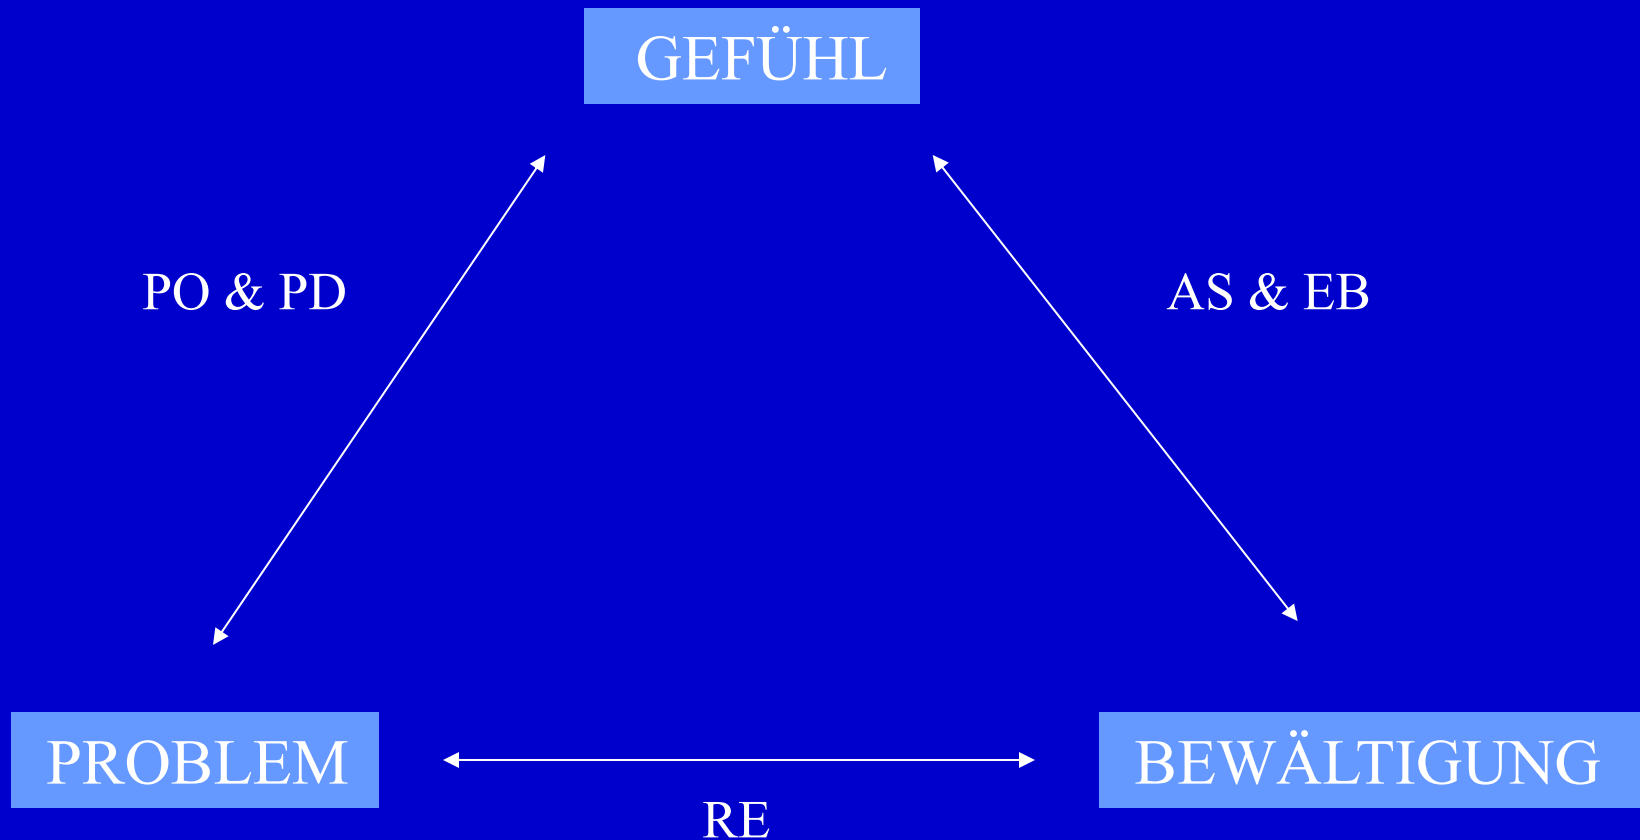 GEFÜHL
PO & PD
AS & EB
PROBLEM
BEWÄLTIGUNG
RE